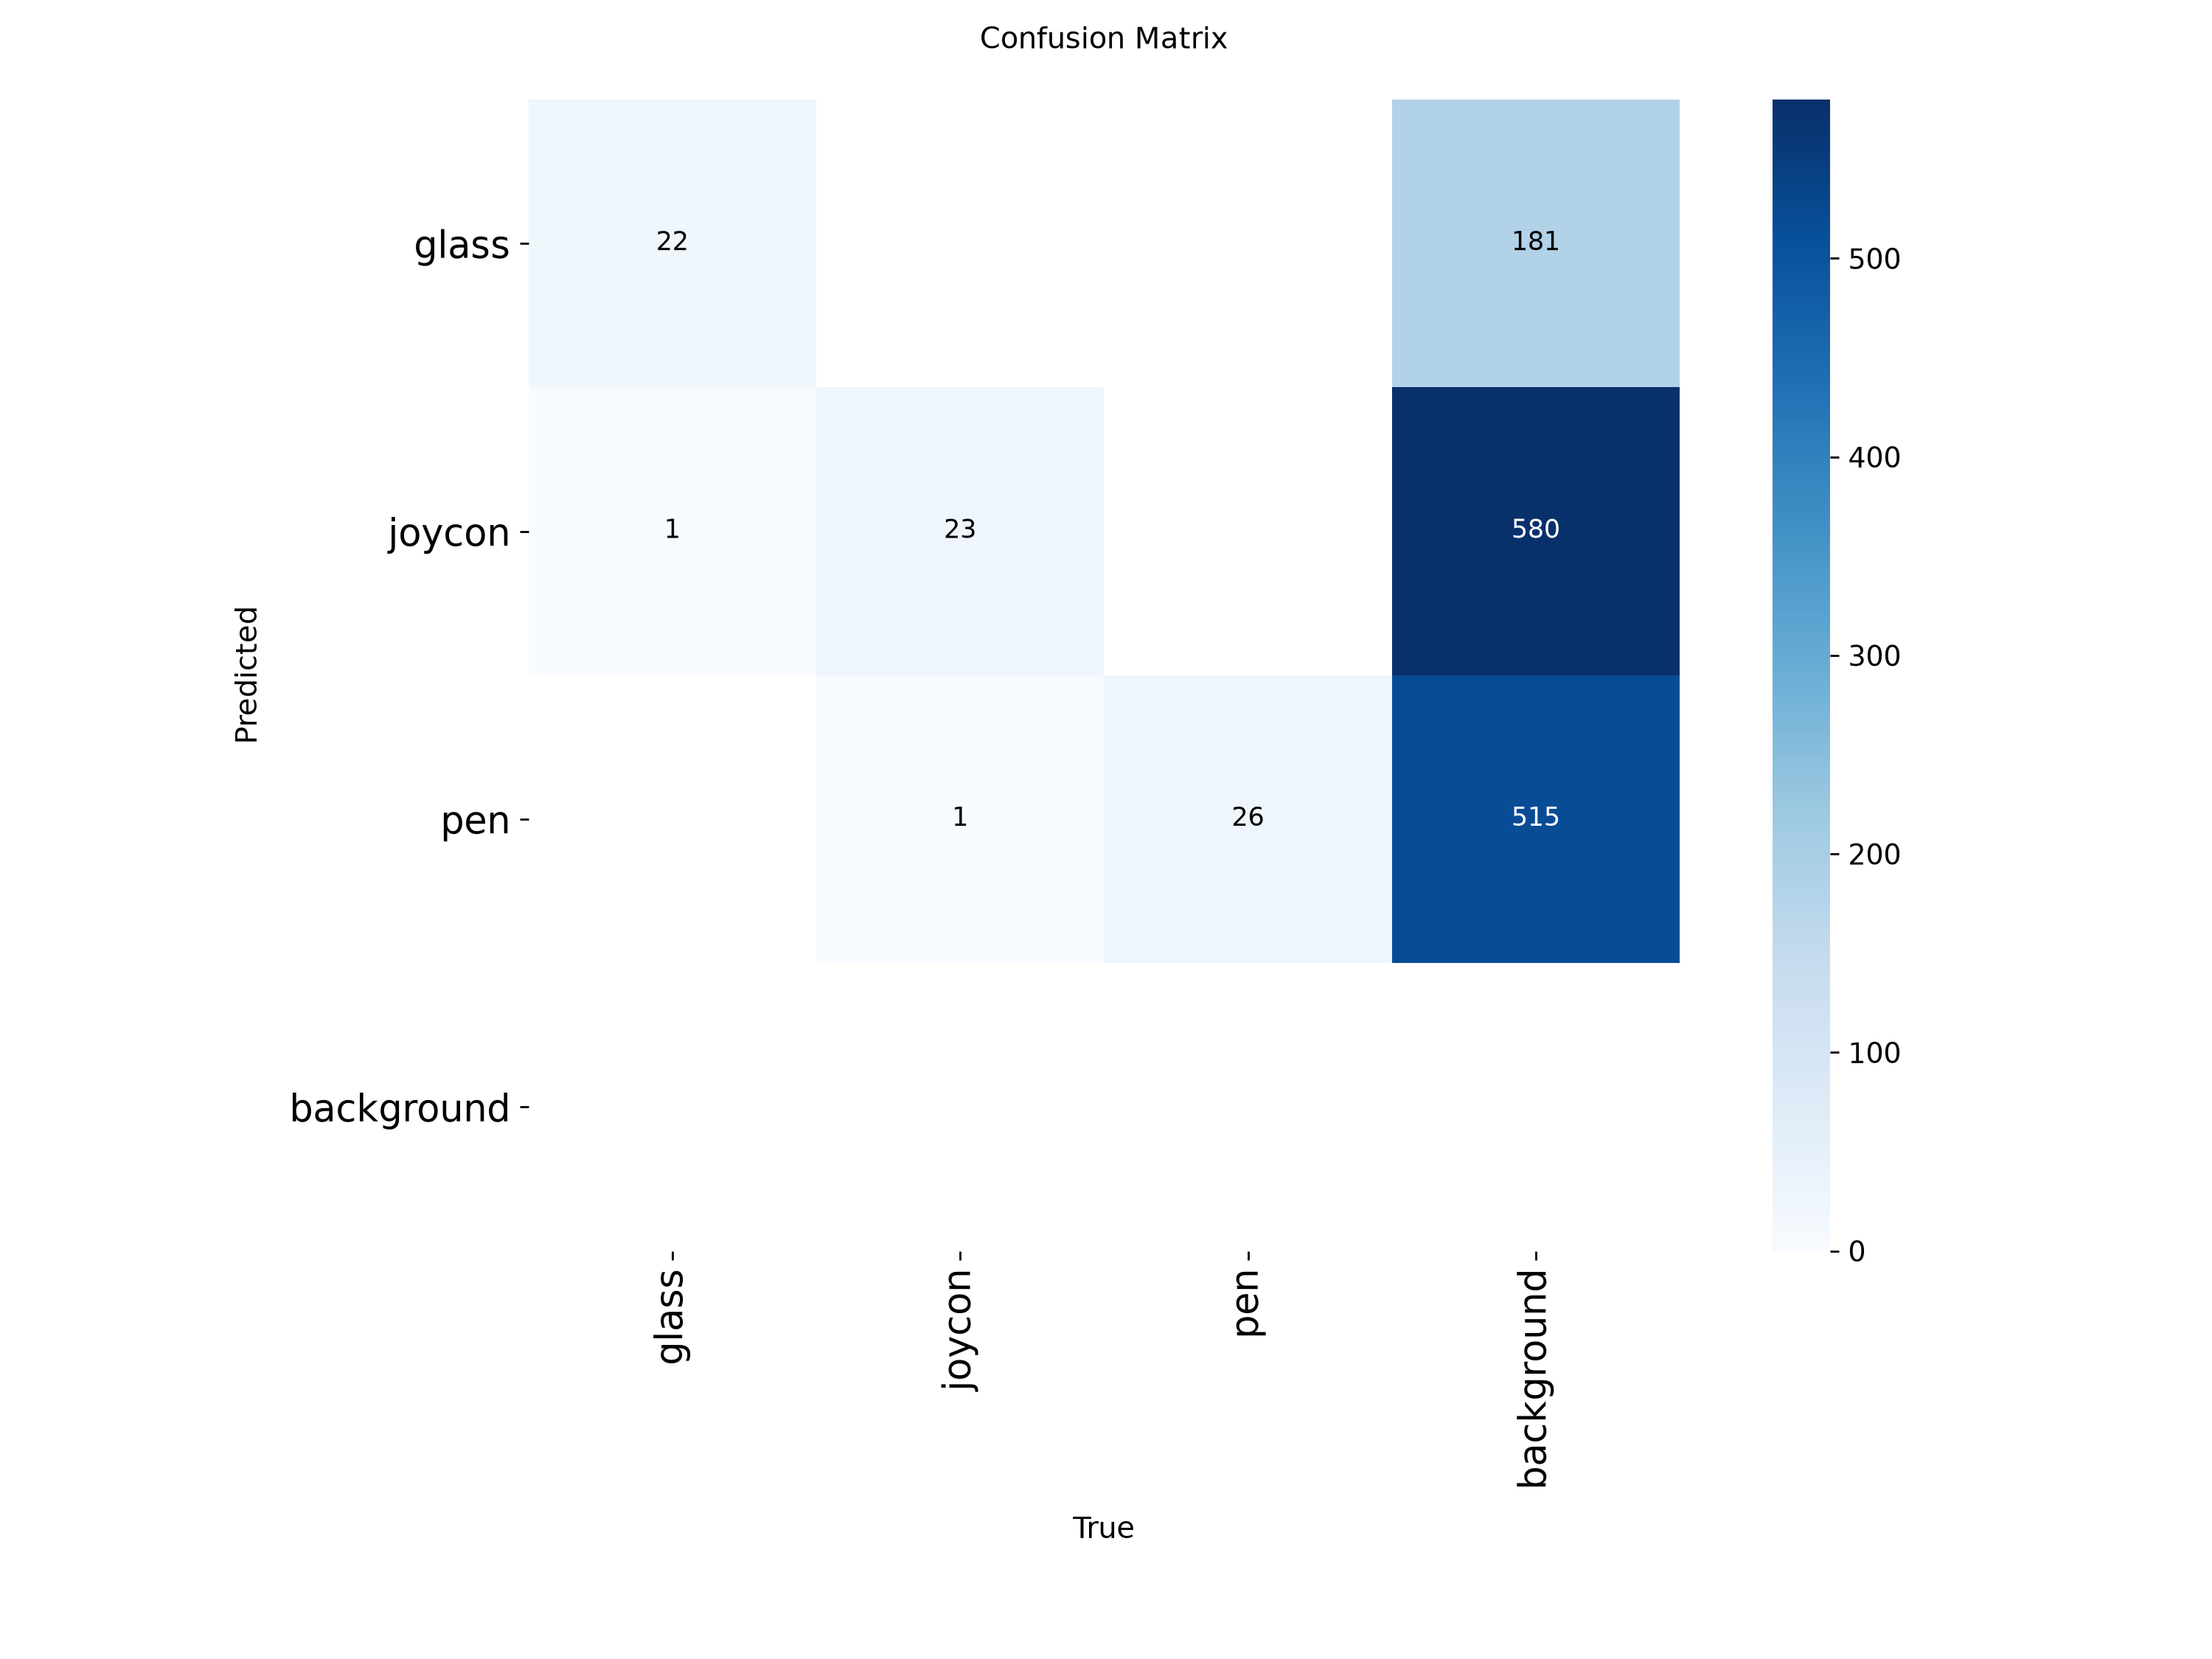 Confusion Matrix
glass
22
181
joycon
1
23
580
pen
1
26
515
background
Predicted
glass
joycon
pen
background
True
500
400
300
200
100
0